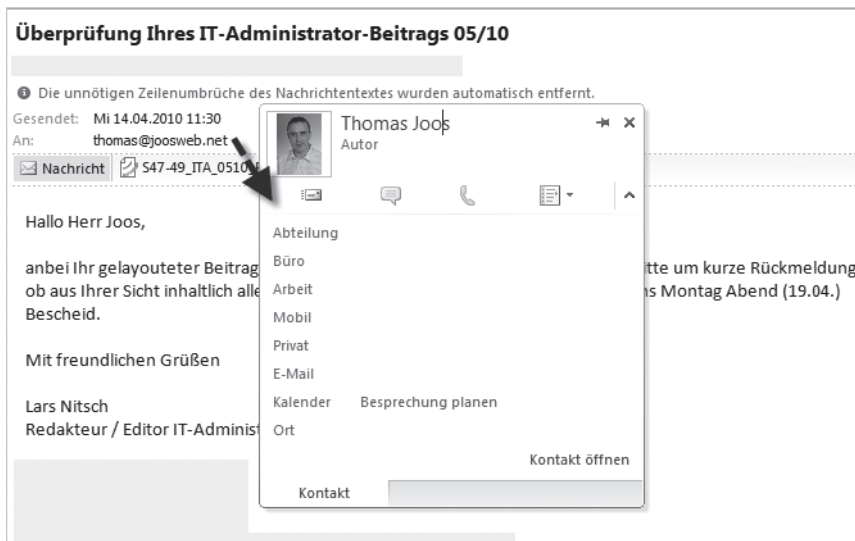 Überprüfung Ihres IT-Administrator-Beitrags 05/10
Die unnötigen Zeilenumbrüche des Nachrichtentextes wurden automatisch entfernt.
Gesendet: Mi 14.04.2010 11:30
An: thomas@joosweb.net
Nachricht S47-49_ITA_0510_
Thomas Joos
Autor
Abteilung
Büro
Arbeit
Mobil
Privat
E-Mail
Kalender Besprechung planen
Ort
Kontakt öffnen
Kontakt
Hallo Herr Joos,
anbei Ihr gelayouteter Beitrag tte um kurze Rückmeldung
ob aus Ihrer Sicht inhaltlich alle s Montag Abend (19.04.)
Bescheid.
Mit freundlichen Grüßen
Lars Nitsch
Redakteur / Editor IT-Adminis